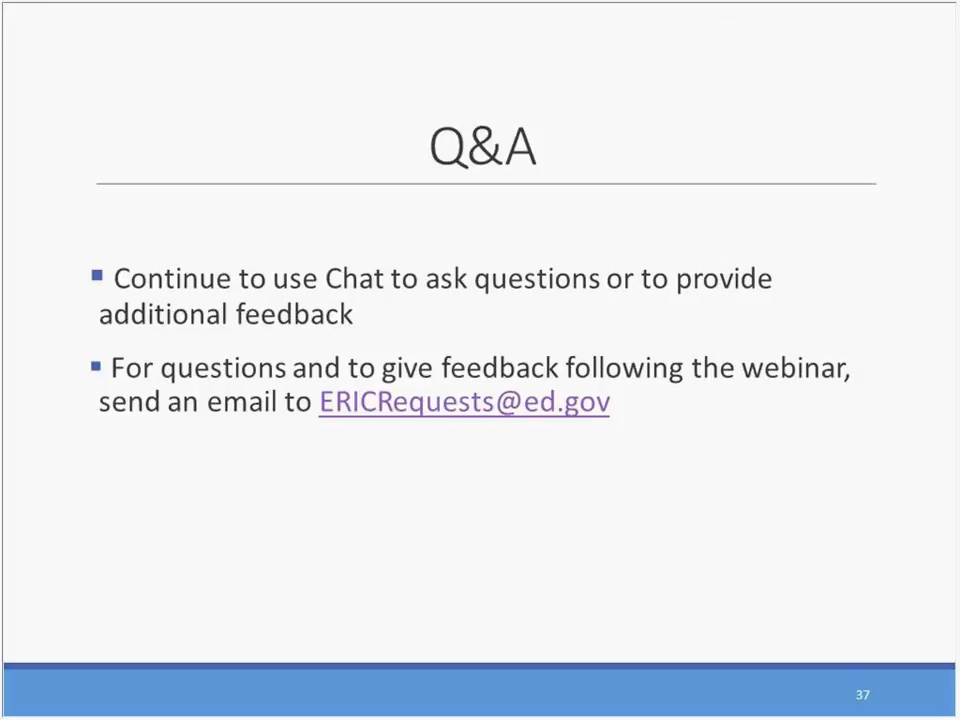 Q&A
▪ Continue to use Chat to ask questions or to provide
additional feedback
▪ For questions and to give feedback following the webinar,
send an email to ERICRequests@ed.gov
37